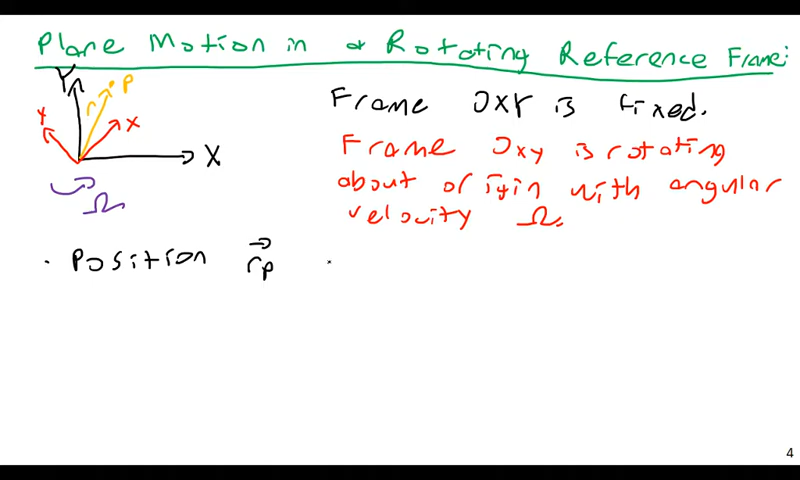 Plane Motion in a Rotating Reference Frame:
Y
P
r
Frame OXY is fixed.
y
x
X
Frame Oxy is rotating
about origin with angular
Ω
velocity Ω.
• Position r⃗p
4